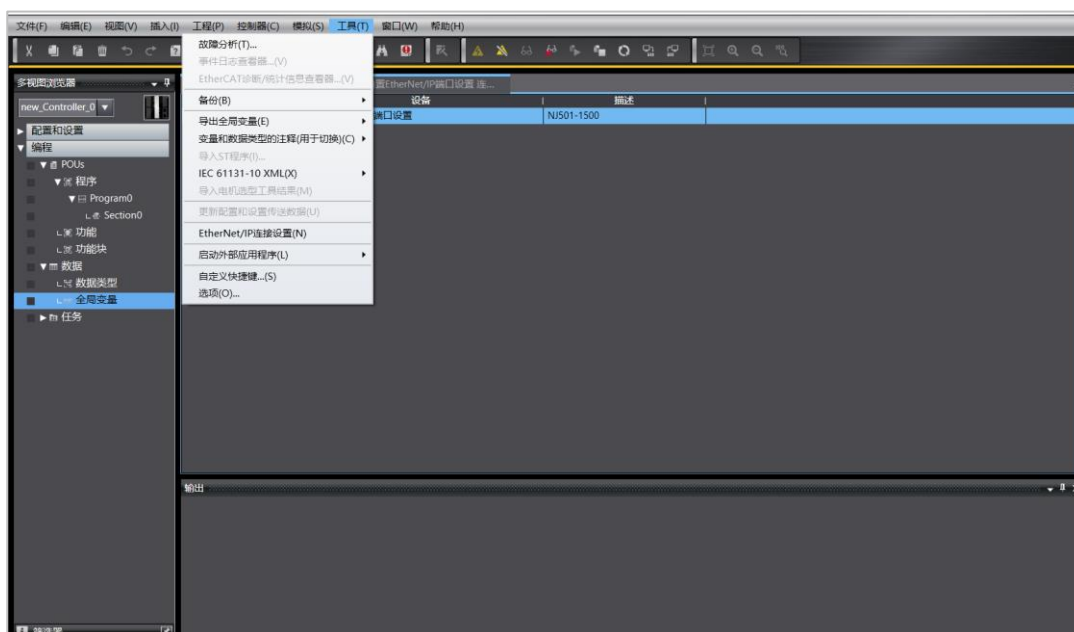 文件(F) 编辑(E) 视图(V) 插入(I) 工程(P) 控制器(C) 模拟(S) 工具(T) 窗口(W) 帮助(H)
多视图浏览器
new_Controller_0
配置和设置
编程
POUs
程序
Program0
Section0
功能
功能块
数据
数据类型
全局变量
任务
故障分析(T)...
事件日志查看器...(V)
EtherCAT诊断/统计信息查看器...(V)
备份(B)
导出全局变量(E)
变量和数据类型的注释(用于切换)(C)
导入ST程序(I)...
IEC 61131-10 XML(X)
导入电机选型工具结果(M)
更新配置和设置传送数据(U)
EtherNet/IP连接设置(N)
启动外部应用程序(L)
自定义快捷键...(S)
选项(O)...
置EtherNet/IP端口设置 连...
设备 描述
端口设置 NJ501-1500
输出